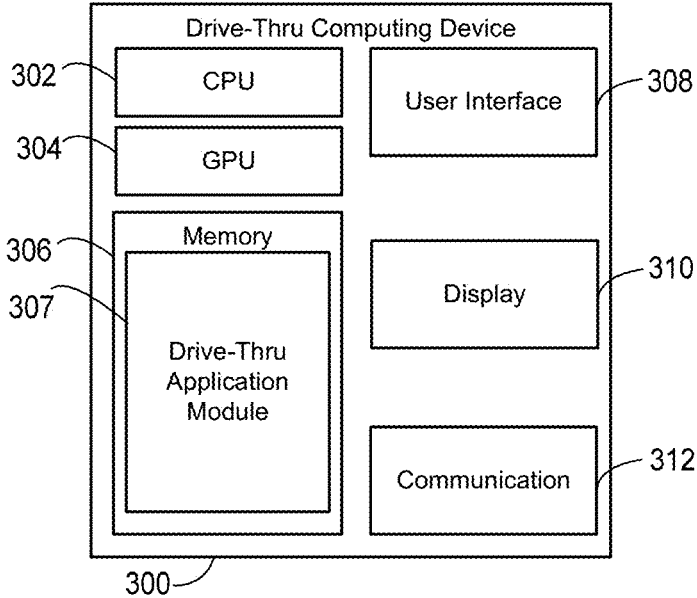 Drive-Thru Computing Device
302
CPU
304
GPU
306
Memory
307
Drive-Thru
Application
Module
User Interface
308
Display
310
Communication
312
300